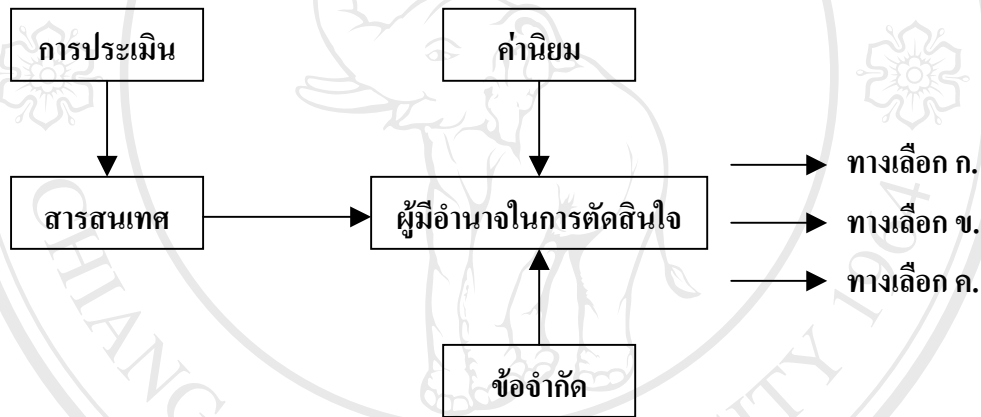 การประเมิน
ค่านิยม
สารสนเทศ
ผู้มีอำนาจในการตัดสินใจ
ทางเลือก ก.
ทางเลือก ข.
ทางเลือก ค.
ข้อจำกัด
CHIANG
UNIVERSITY 1964